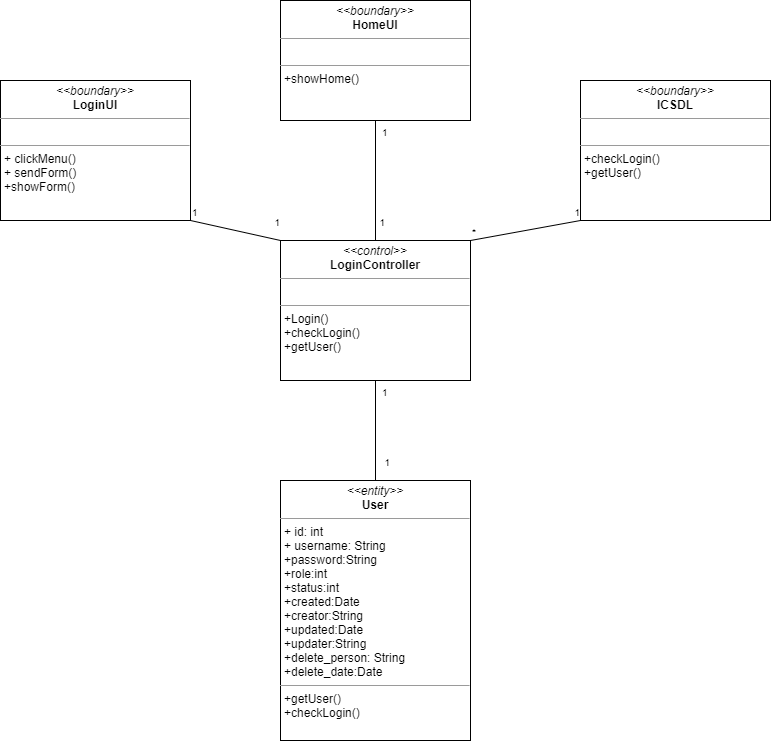 <<boundary>>
HomeUI
+showHome()
<<boundary>>
LoginUI
+ clickMenu()
+ sendForm()
+showForm()
<<boundary>>
ICSDL
+checkLogin()
+getUser()
1
1
1
1
*
1
<<control>>
LoginController
+Login()
+checkLogin()
+getUser()
1
1
<<entity>>
User
+ id: int
+ username: String
+password:String
+role:int
+status:int
+created:Date
+creator:String
+updated:Date
+updater:String
+delete_person: String
+delete_date:Date
+getUser()
+checkLogin()